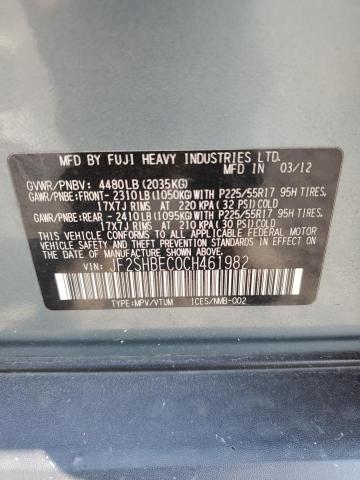 MFD. BY FUJI HEAVY INDUSTRIES LTD.
MADE IN 03/12
GVWR/PNBV: 4480LB(2035KG)
GAWR/PNBE:FRONT-2310LB(1050KG)WITH P225/55R17 95H TIRES,
17X7J RIMS AT 220 KPA(32 PSI)COLD
GAWR/PNBE:REAR -2410LB(1095KG)WITH P225/55R17 95H TIRES,
17X7J RIMS AT 210 KPA(30 PSI)COLD
THIS VEHICLE CONFORMS TO ALL APPLICABLE
FEDERAL MOTOR VEHICLE SAFETY STANDARDS IN
EFFECT ON THE DATE OF MANUFACTURE SHOWN
ABOVE.
VIN: JF2SHBEC0CH461982
TYPE:MPV/VTUM ICES/NMB-002